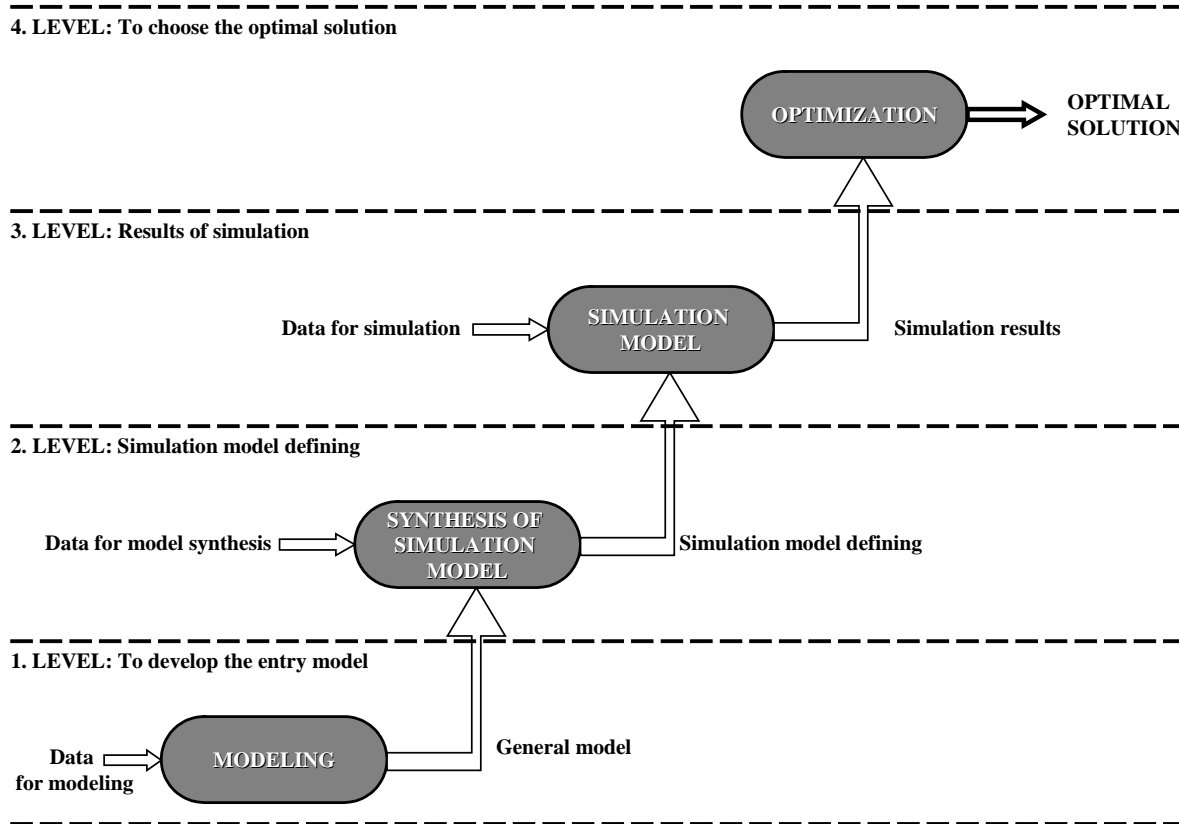 4. LEVEL: To choose the optimal solution
OPTIMIZATION
OPTIMAL
SOLUTION
3. LEVEL: Results of simulation
Data for simulation
SIMULATION
MODEL
Simulation results
2. LEVEL: Simulation model defining
Data for model synthesis
SYNTHESIS OF
SIMULATION
MODEL
Simulation model defining
1. LEVEL: To develop the entry model
Data
for modeling
MODELING
General model